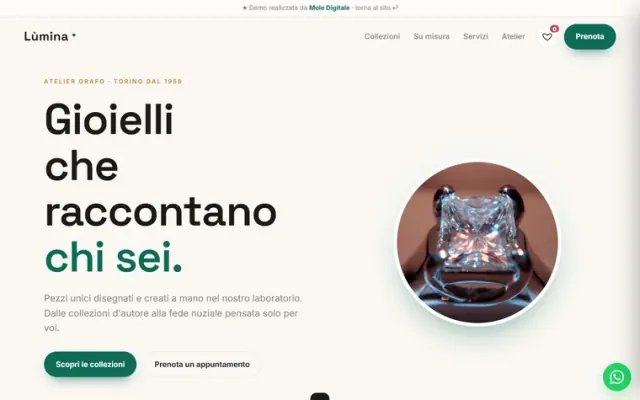 ★ Demo realizzata da Mole Digitale · torna al sito ↩
Lùmina
Collezioni Su misura Servizi Atelier 0 Prenota
ATELIER ORAFO · TORINO DAL 1958
Gioielli
che
raccontano
chi sei.
Pezzi unici disegnati e creati a mano nel nostro laboratorio.
Dalle collezioni d'autore alla fede nuziale pensata solo per
voi.
Scopri le collezioni Prenota un appuntamento